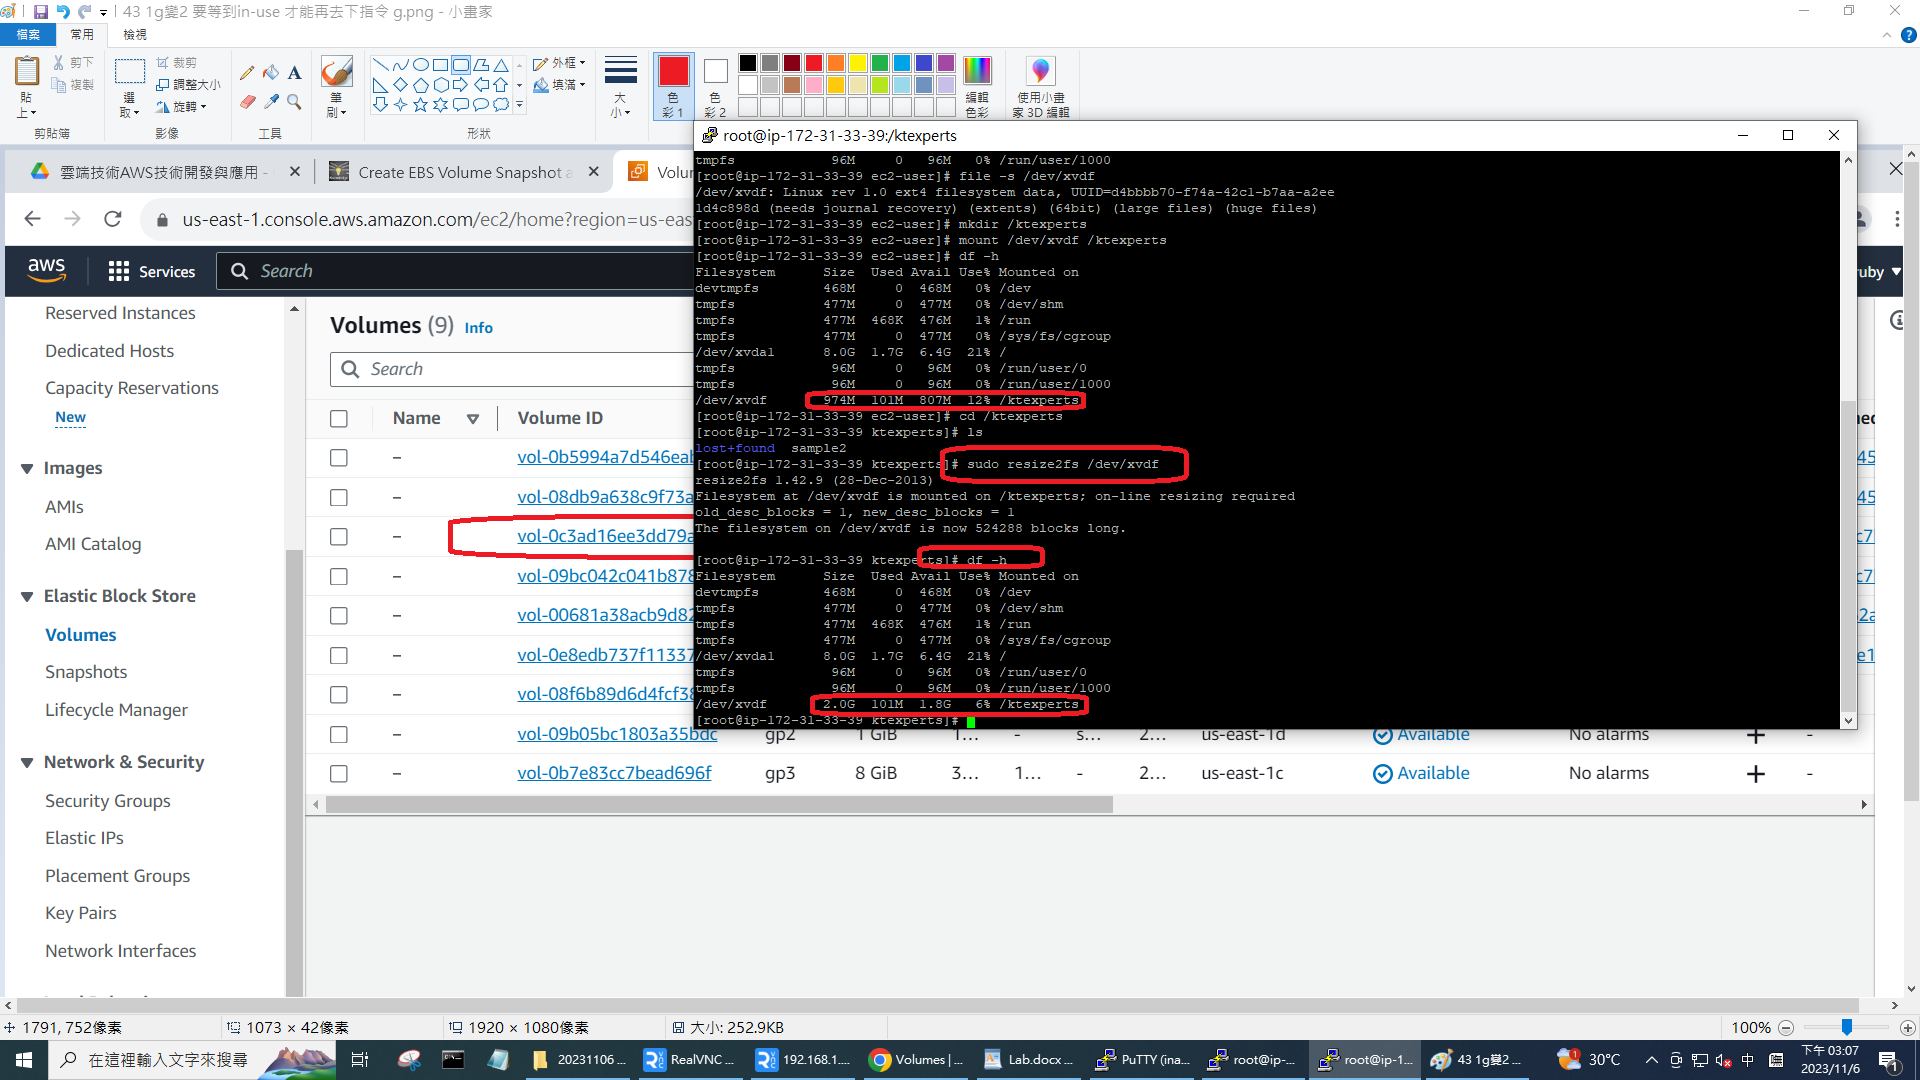 43 1g變2 要等到in-use 才能再去下指令 g.png - 小畫家
檔案 常用 檢視
貼上
剪下
複製
剪貼簿
選取
裁剪
調整大小
旋轉
影像
工具
筆刷
外框
填滿
形狀
大小
色彩 1
色彩 2
編輯色彩
使用小畫家 3D 編輯
雲端技術AWS技術開發與應用 -
Create EBS Volume Snapshot a
Volu
us-east-1.console.aws.amazon.com/ec2/home?region=us-eas
aws
Services
Search
ruby
Reserved Instances
Dedicated Hosts
Capacity Reservations
New
Images
AMIs
AMI Catalog
Elastic Block Store
Volumes
Snapshots
Lifecycle Manager
Network & Security
Security Groups
Elastic IPs
Placement Groups
Key Pairs
Network Interfaces
Volumes (9) Info
Search
Name Volume ID
– vol-0b5994a7d546eab
– vol-08db9a638c9f73a
– vol-0c3ad16ee3dd79a
– vol-09bc042c041b878
– vol-00681a38acb9d82
– vol-0e8edb737f11337
– vol-08f6b89d6d4fcf38
– vol-09b05bc1803a35bdc gp2 1 GiB 1... - s... 2... us-east-1d Available No alarms + -
– vol-0b7e83cc7bead696f gp3 8 GiB 3... 1... - 2... us-east-1c Available No alarms + -
root@ip-172-31-33-39:/ktexperts
tmpfs 96M 0 96M 0% /run/user/1000
[root@ip-172-31-33-39 ec2-user]# file -s /dev/xvdf
/dev/xvdf: Linux rev 1.0 ext4 filesystem data, UUID=d4bbbb70-f74a-42c1-b7aa-a2ee
1d4c898d (needs journal recovery) (extents) (64bit) (large files) (huge files)
[root@ip-172-31-33-39 ec2-user]# mkdir /ktexperts
[root@ip-172-31-33-39 ec2-user]# mount /dev/xvdf /ktexperts
[root@ip-172-31-33-39 ec2-user]# df -h
Filesystem Size Used Avail Use% Mounted on
devtmpfs 468M 0 468M 0% /dev
tmpfs 477M 0 477M 0% /dev/shm
tmpfs 477M 468K 476M 1% /run
tmpfs 477M 0 477M 0% /sys/fs/cgroup
/dev/xvda1 8.0G 1.7G 6.4G 21% /
tmpfs 96M 0 96M 0% /run/user/0
tmpfs 96M 0 96M 0% /run/user/1000
/dev/xvdf 974M 101M 807M 12% /ktexperts
[root@ip-172-31-33-39 ec2-user]# cd /ktexperts
[root@ip-172-31-33-39 ktexperts]# ls
lost+found sample2
[root@ip-172-31-33-39 ktexperts]# sudo resize2fs /dev/xvdf
resize2fs 1.42.9 (28-Dec-2013)
Filesystem at /dev/xvdf is mounted on /ktexperts; on-line resizing required
old_desc_blocks = 1, new_desc_blocks = 1
The filesystem on /dev/xvdf is now 524288 blocks long.
[root@ip-172-31-33-39 ktexperts]# df -h
Filesystem Size Used Avail Use% Mounted on
devtmpfs 468M 0 468M 0% /dev
tmpfs 477M 0 477M 0% /dev/shm
tmpfs 477M 468K 476M 1% /run
tmpfs 477M 0 477M 0% /sys/fs/cgroup
/dev/xvda1 8.0G 1.7G 6.4G 21% /
tmpfs 96M 0 96M 0% /run/user/0
tmpfs 96M 0 96M 0% /run/user/1000
/dev/xvdf 2.0G 101M 1.8G 6% /ktexperts
[root@ip-172-31-33-39 ktexperts]#
1791, 752像素 1073 × 42像素 1920 × 1080像素 大小: 252.9KB 100%
在這裡輸入文字來搜尋
20231106 ...
RealVNC ...
192.168.1....
Volumes | ...
Lab.docx ...
PuTTY (ina...
root@ip-...
root@ip-1...
43 1g變2 ...
30°C
中
下午 03:07
2023/11/6